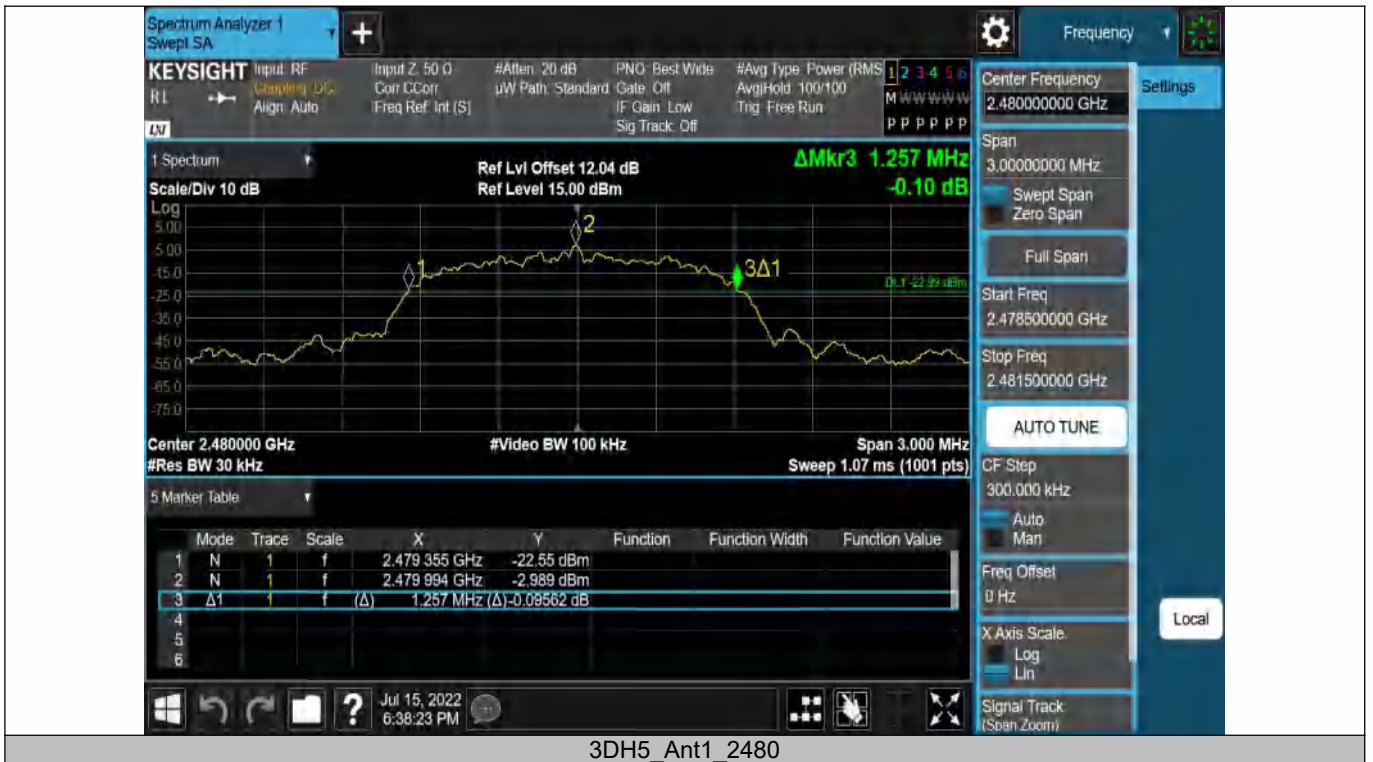 Spectrum Analyzer 1
Swept SA
+
Frequency
KEYSIGHT
RL
LXI
Input: RF
Coupling: DC
Align: Auto
Input Z: 50 Ω
Corr CCorr
Freq Ref: Int (S)
#Atten: 20 dB
µW Path: Standard
PNO: Best Wide
Gate: Off
IF Gain: Low
Sig Track: Off
#Avg Type: Power (RMS
Avg|Hold: 100/100
Trig: Free Run
1 2 3 4 5 6
M W W W W W
P P P P P P
1 Spectrum
Scale/Div 10 dB
Ref Lvl Offset 12.04 dB
Ref Level 15.00 dBm
ΔMkr3 1.257 MHz
-0.10 dB
Log
5.00
-5.00
-15.0
-25.0
-35.0
-45.0
-55.0
-65.0
-75.0
1
2
3Δ1
DL1 -22.99 dBm
Center 2.480000 GHz
#Video BW 100 kHz
Span 3.000 MHz
#Res BW 30 kHz
Sweep 1.07 ms (1001 pts)
5 Marker Table
Mode Trace Scale X Y Function Function Width Function Value
1 N 1 f 2.479 355 GHz -22.55 dBm
2 N 1 f 2.479 994 GHz -2.989 dBm
3 Δ1 1 f (Δ) 1.257 MHz (Δ) -0.09562 dB
4
5
6
Jul 15, 2022
6:38:23 PM
Center Frequency
2.480000000 GHz
Settings
Span
3.00000000 MHz
Swept Span
Zero Span
Full Span
Start Freq
2.478500000 GHz
Stop Freq
2.481500000 GHz
AUTO TUNE
CF Step
300.000 kHz
Auto
Man
Freq Offset
0 Hz
X Axis Scale
Log
Lin
Signal Track
(Span Zoom)
Local
3DH5_Ant1_2480